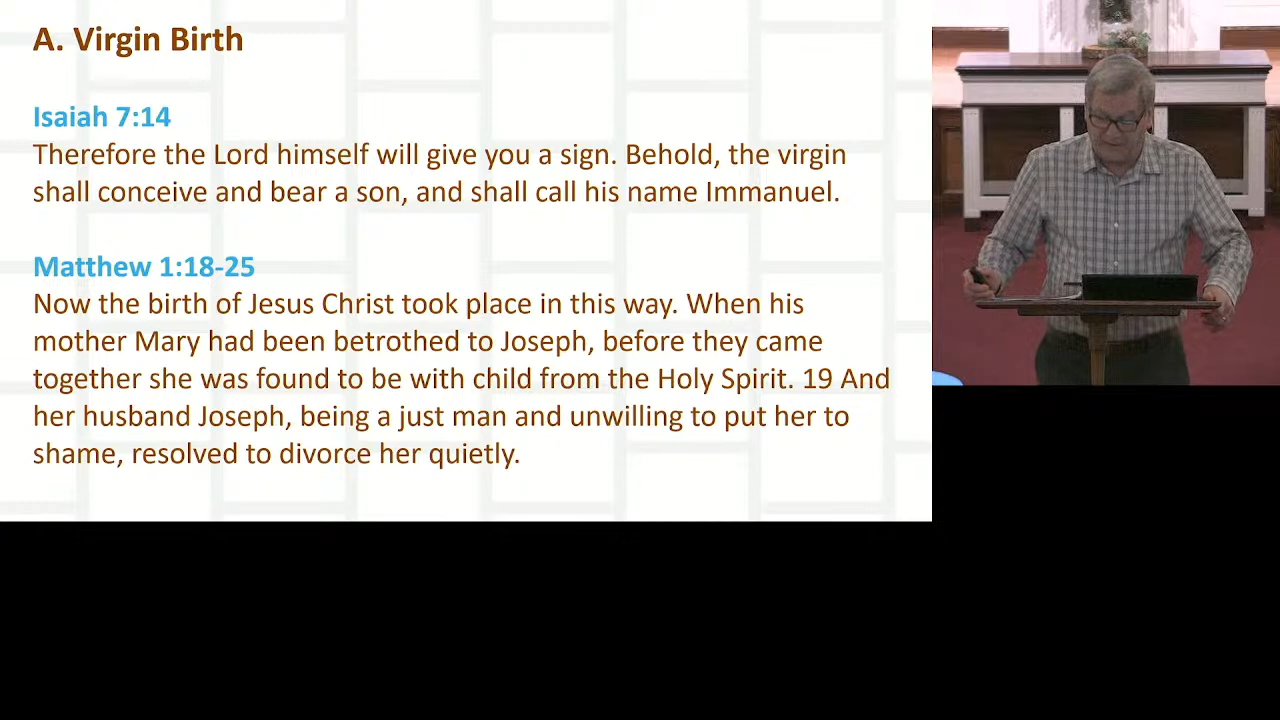 A. Virgin Birth
Isaiah 7:14
Therefore the Lord himself will give you a sign. Behold, the virgin
shall conceive and bear a son, and shall call his name Immanuel.
Matthew 1:18-25
Now the birth of Jesus Christ took place in this way. When his
mother Mary had been betrothed to Joseph, before they came
together she was found to be with child from the Holy Spirit. 19 And
her husband Joseph, being a just man and unwilling to put her to
shame, resolved to divorce her quietly.